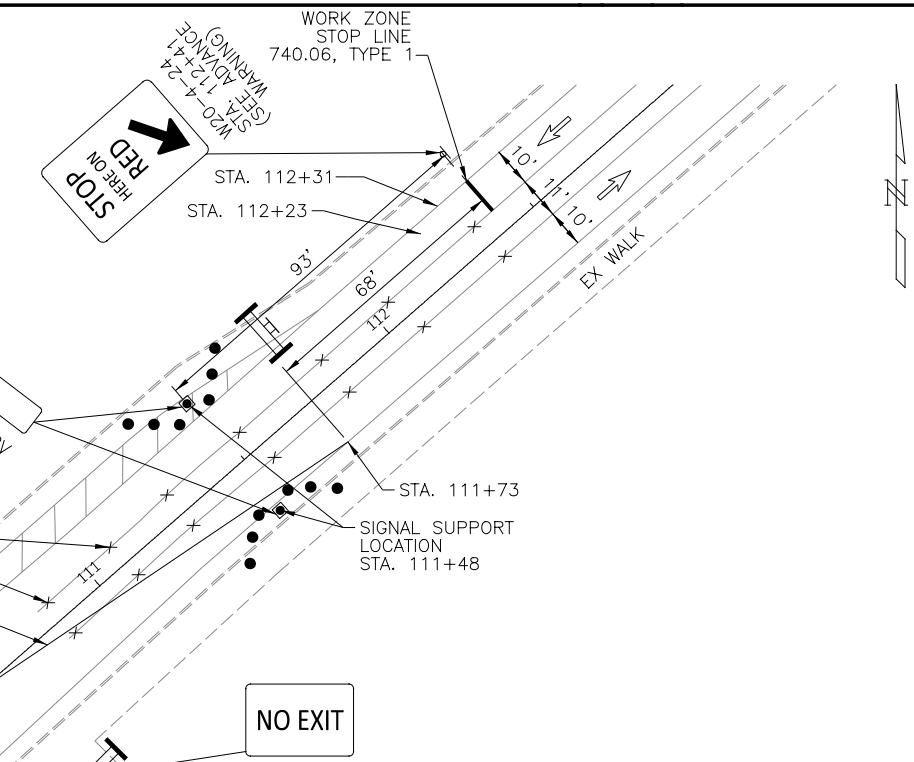 WORK ZONE
STOP LINE
740.06, TYPE 1
W20-4-24
STA. 112+41
(SEE ADVANCE
WARNING)
STOP
HERE ON
RED
STA. 112+31
STA. 112+23
10'
11'
10'
N
EX WALK
93'
68'
112
STA. 111+73
SIGNAL SUPPORT
LOCATION
STA. 111+48
111
NO EXIT